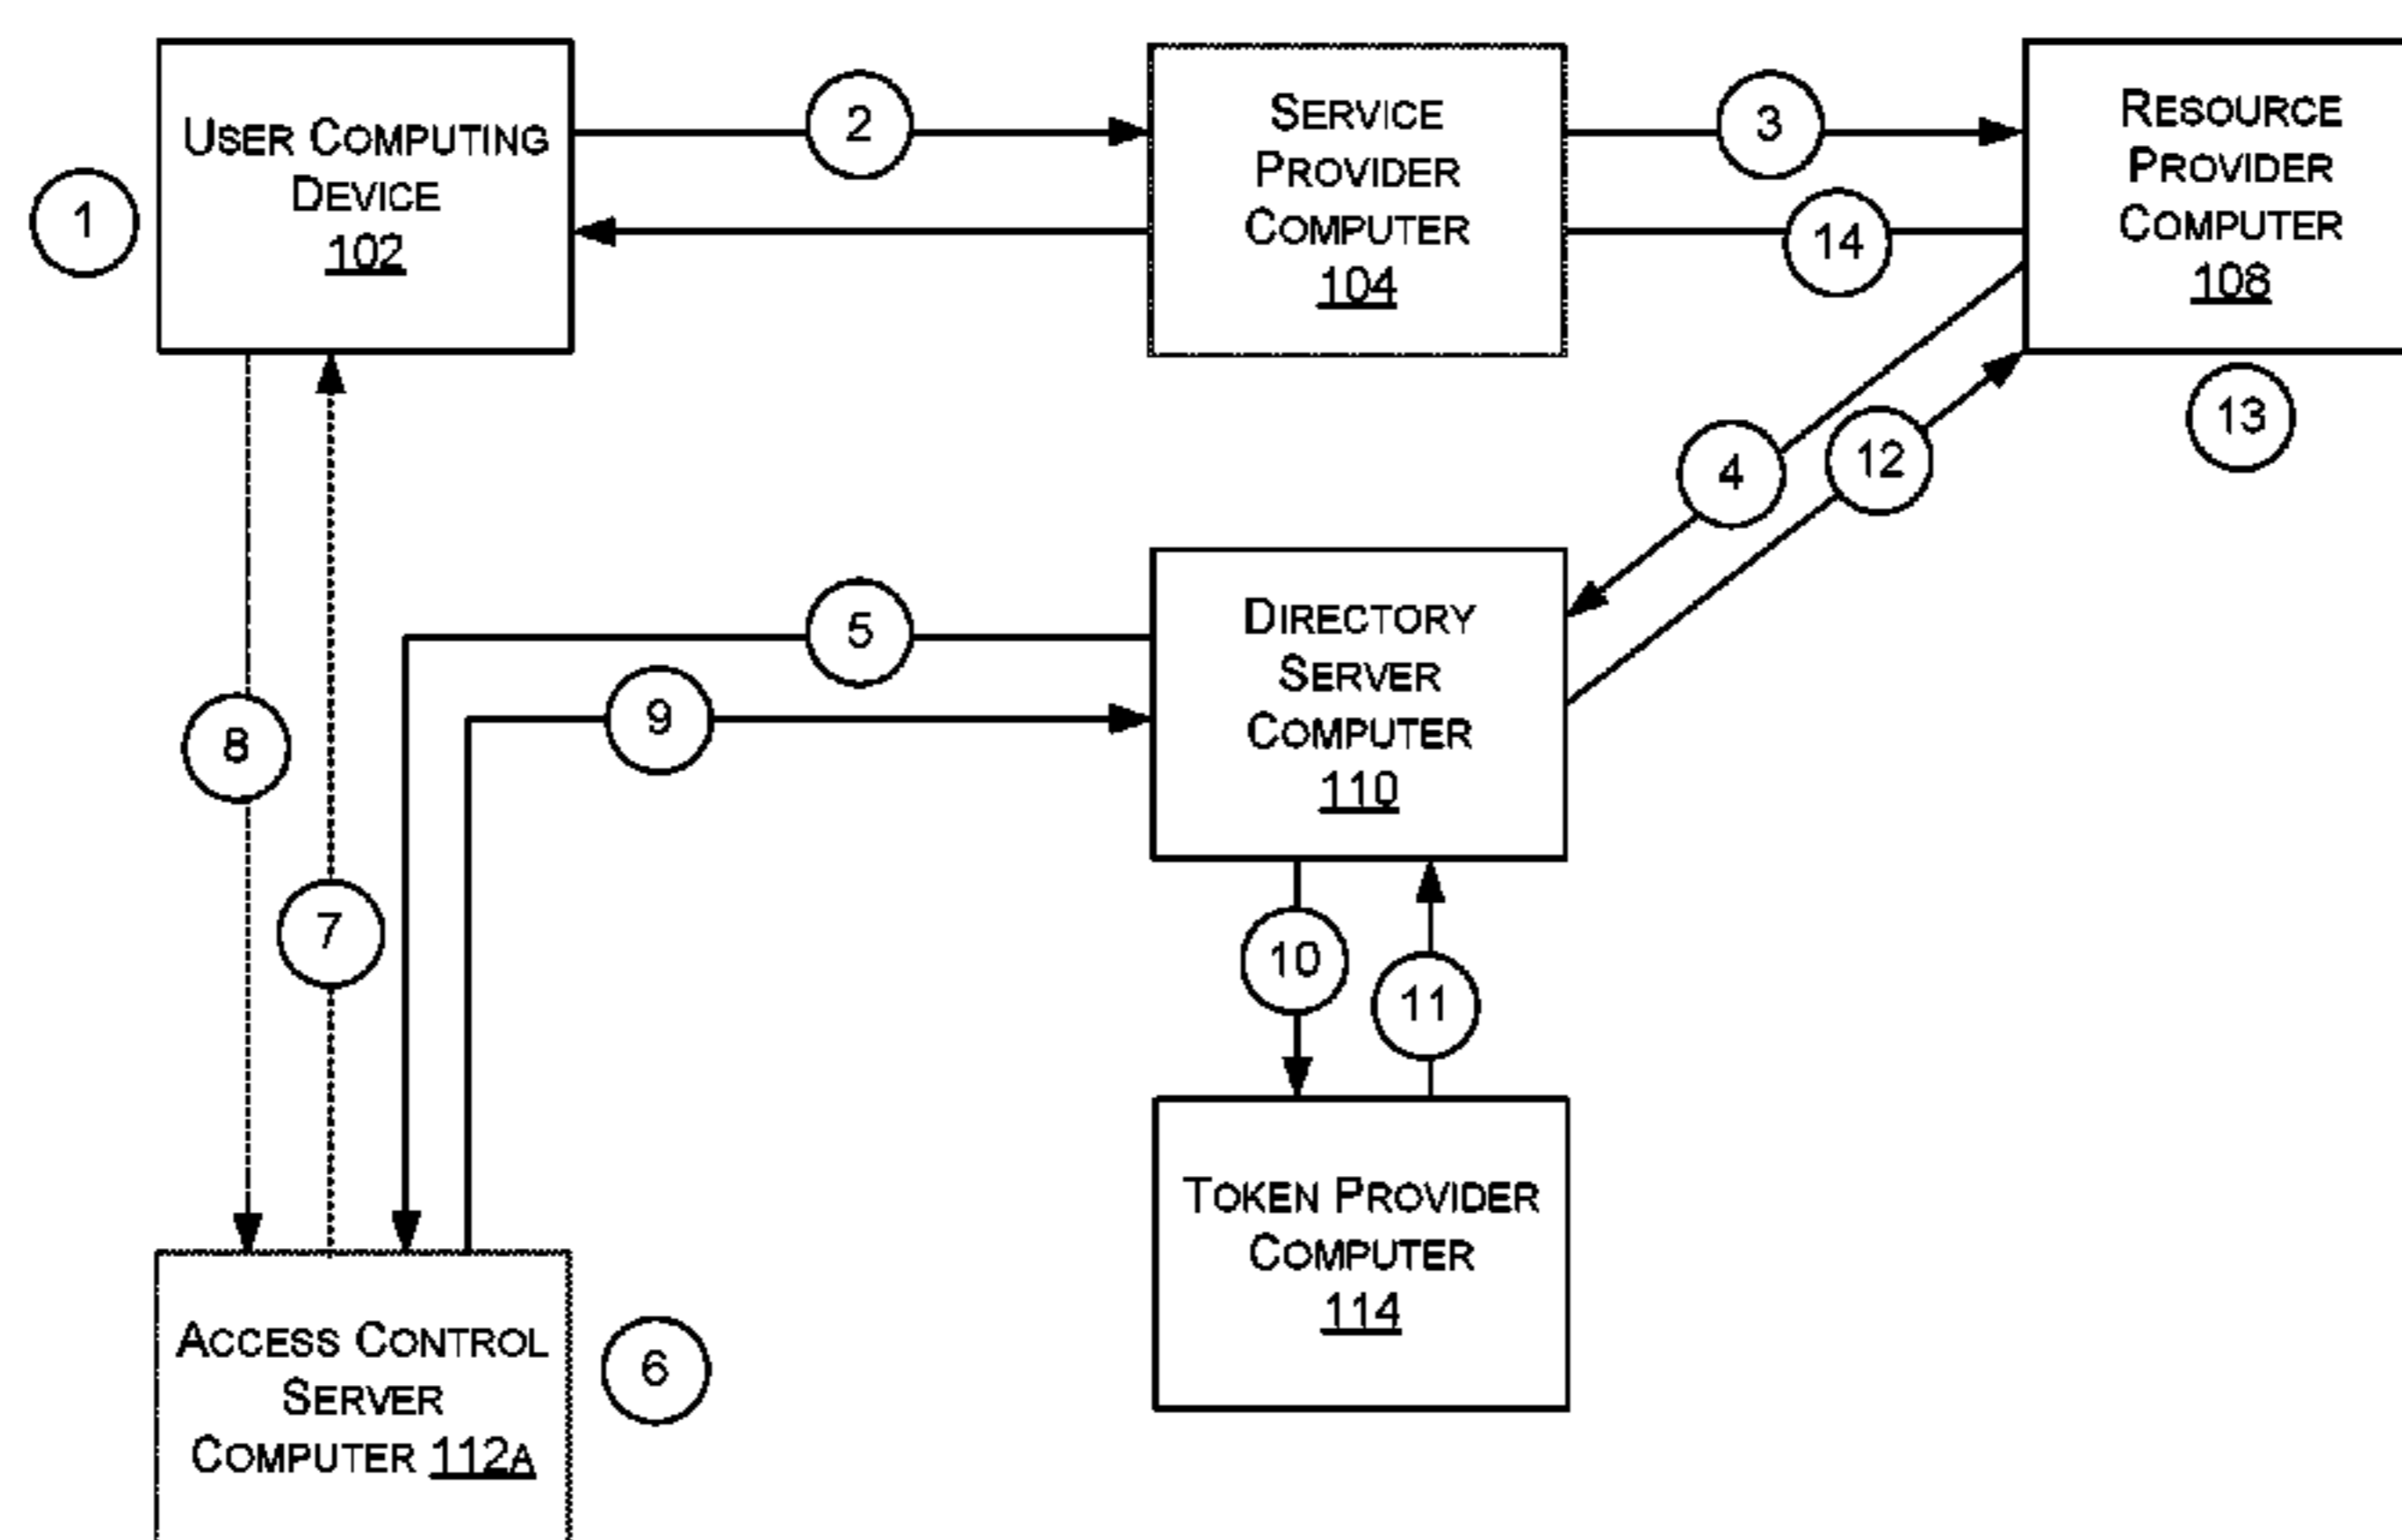 1
USER COMPUTING
DEVICE
102
2
SERVICE
PROVIDER
COMPUTER
104
3
14
RESOURCE
PROVIDER
COMPUTER
108
13
4
12
5
9
DIRECTORY
SERVER
COMPUTER
110
8
7
10
11
TOKEN PROVIDER
COMPUTER
114
ACCESS CONTROL
SERVER
COMPUTER 112A
6